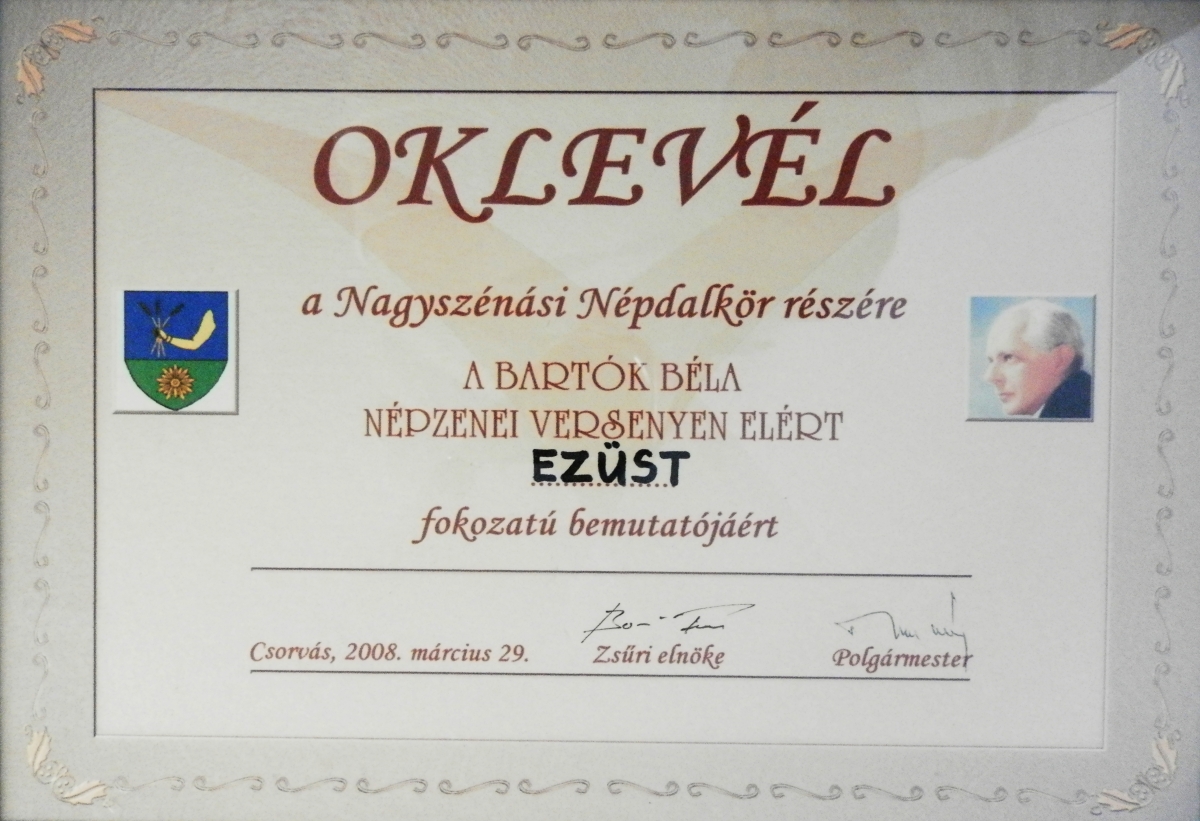 OKLEVÉL
a Nagyszénási Népdalkör részére
A BARTÓK BÉLA
NÉPZENEI VERSENYEN ELÉRT
EZÜST
fokozatú bemutatójáért
Csorvás, 2008. március 29.
Zsűri elnöke
Polgármester